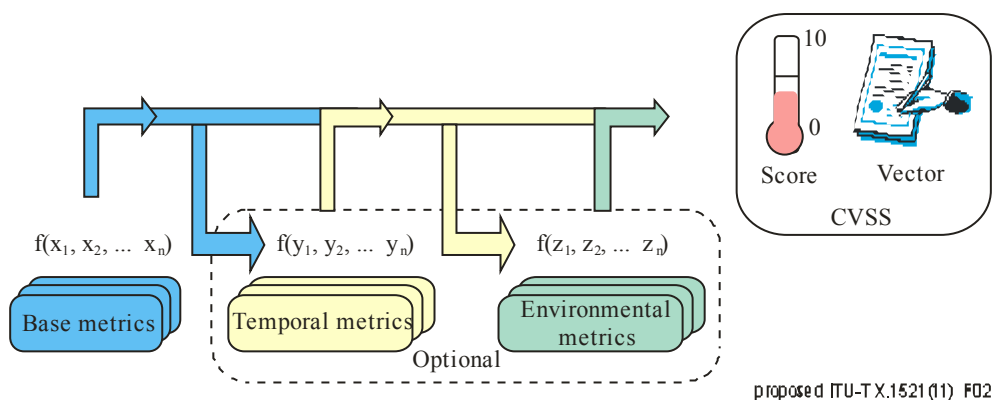 10
0
Score
Vector
CVSS
f(x₁, x₂, ... xₙ)
f(y₁, y₂, ... yₙ)
f(z₁, z₂, ... zₙ)
Base metrics
Temporal metrics
Environmental
metrics
Optional
proposed ITU-T X.1521(11)_F02